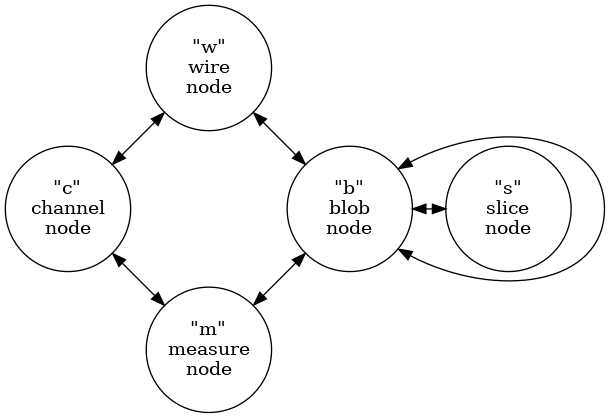 "w"
wire
node
"c"
channel
node
"b"
blob
node
"s"
slice
node
"m"
measure
node